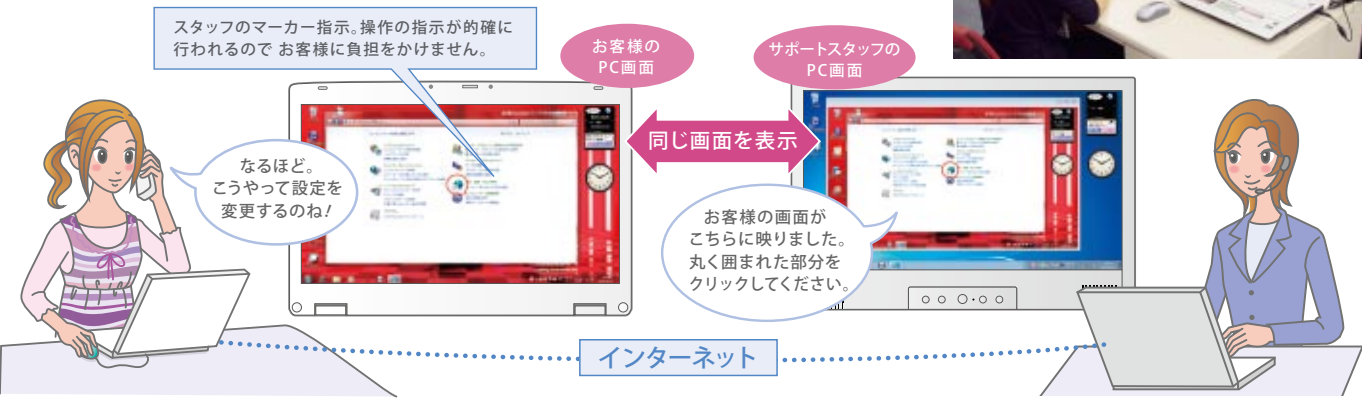 スタッフのマーカー指示。操作の指示が的確に
行われるので お客様に負担をかけません。
お客様の
PC画面
サポートスタッフの
PC画面
同じ画面を表示
なるほど。
こうやって設定を
変更するのね！
お客様の画面が
こちらに映りました。
丸く囲まれた部分を
クリックしてください。
インターネット